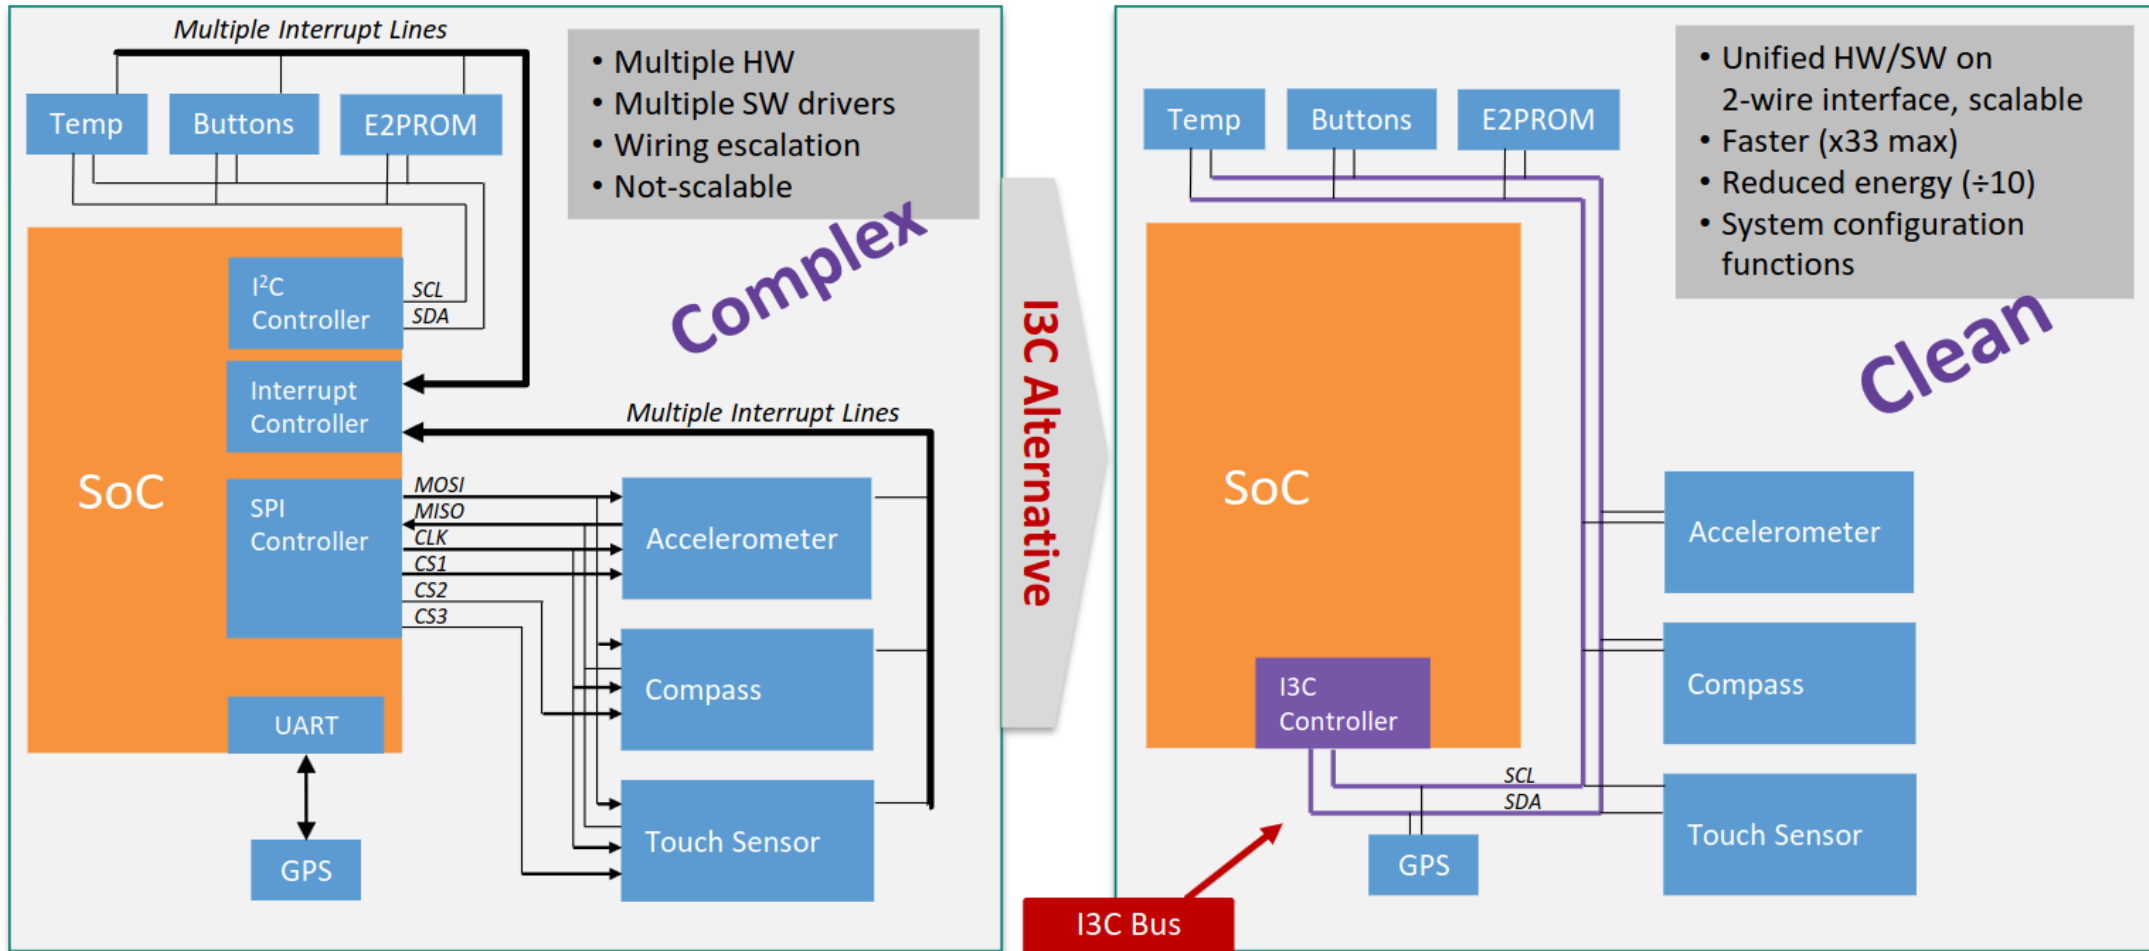 Multiple Interrupt Lines
• Multiple HW
• Multiple SW drivers
• Wiring escalation
• Not-scalable
Temp
Buttons
E2PROM
Complex
SoC
I²C
Controller
SCL
SDA
Interrupt
Controller
Multiple Interrupt Lines
SPI
Controller
MOSI
MISO
CLK
CS1
CS2
CS3
Accelerometer
Compass
Touch Sensor
UART
GPS
I3C Alternative
• Unified HW/SW on
2-wire interface, scalable
• Faster (x33 max)
• Reduced energy (÷10)
• System configuration
functions
Temp
Buttons
E2PROM
Clean
SoC
I3C
Controller
SCL
SDA
Accelerometer
Compass
Touch Sensor
GPS
I3C Bus